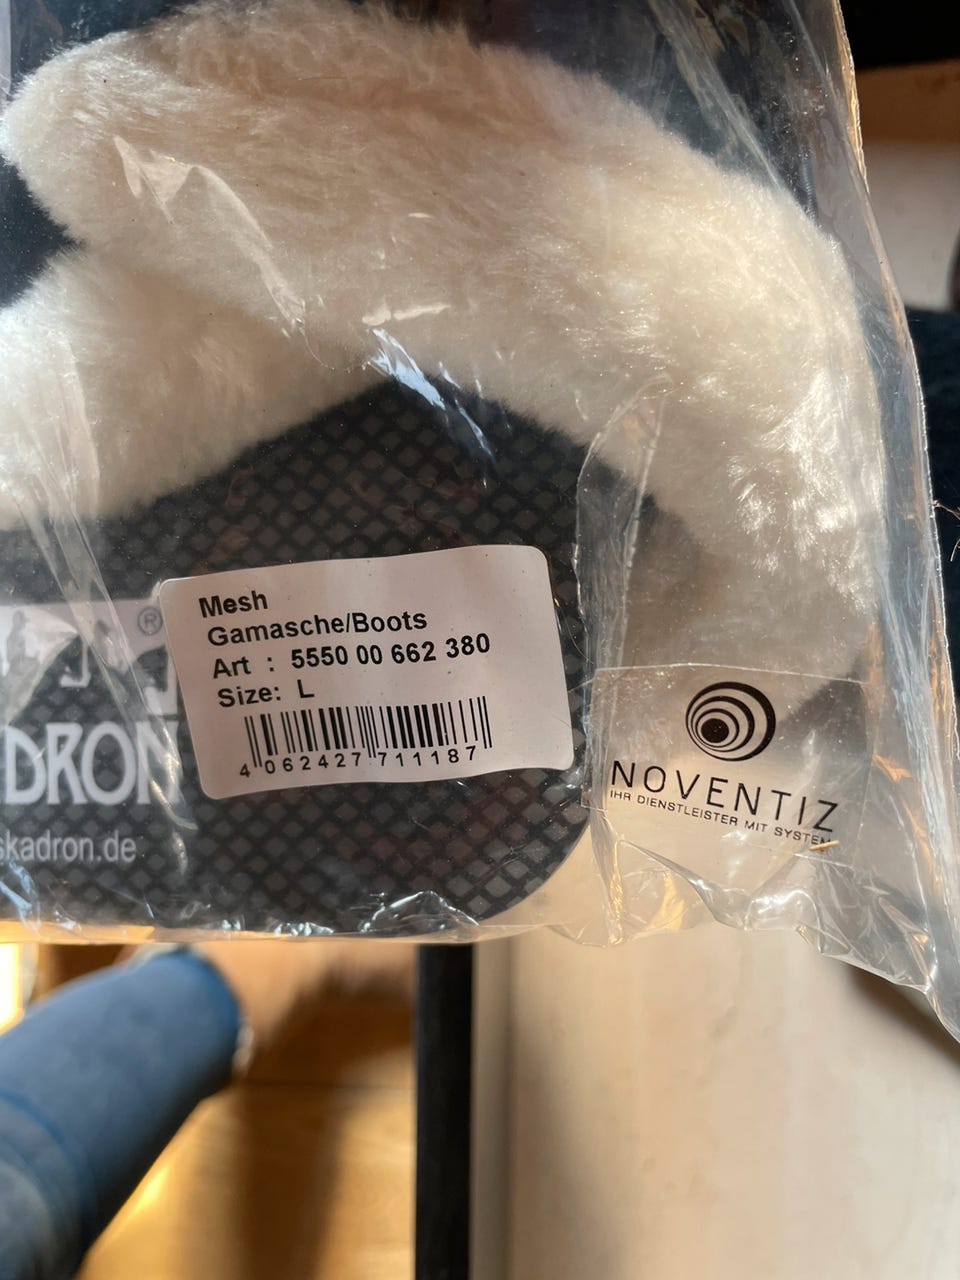 Mesh
Gamasche/Boots
Art : 5550 00 662 380
Size: L
4 062427 711187
®
DRON
skadron.de
NOVENTIZ
IHR DIENSTLEISTER MIT SYSTEM